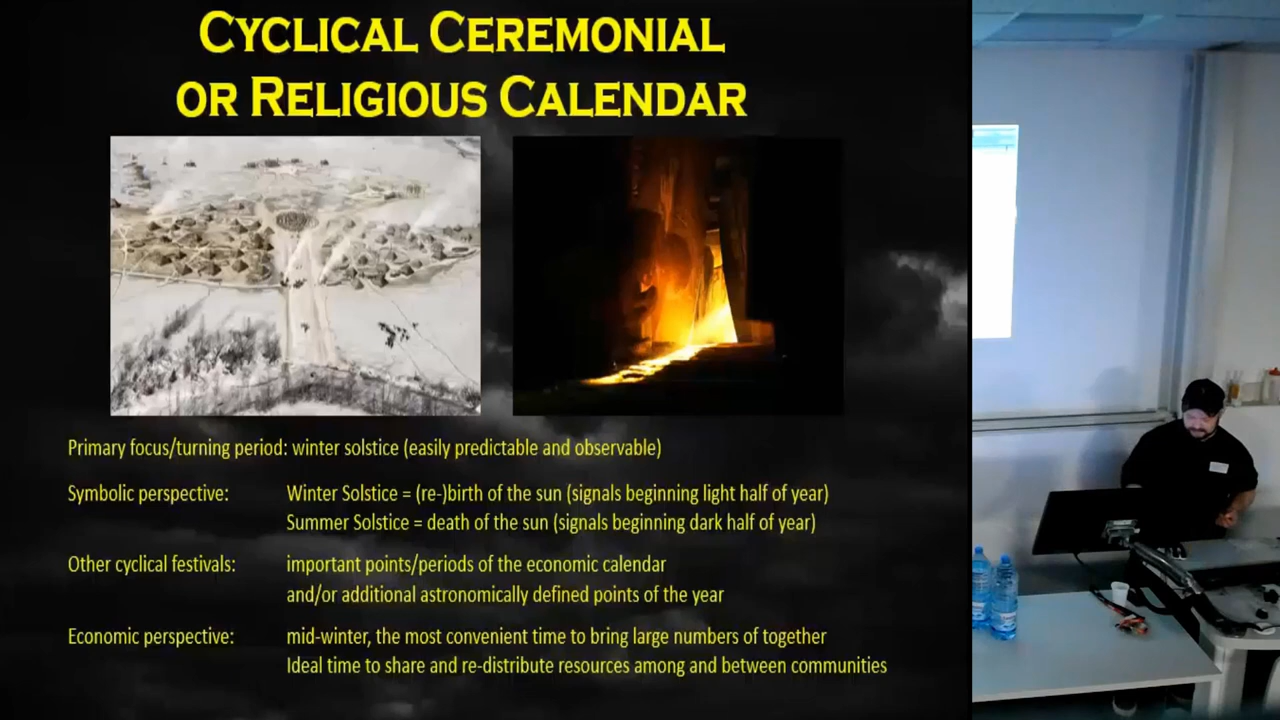 CYCLICAL CEREMONIAL
OR RELIGIOUS CALENDAR
Primary focus/turning period: winter solstice (easily predictable and observable)
Symbolic perspective: Winter Solstice = (re-)birth of the sun (signals beginning light half of year)
Summer Solstice = death of the sun (signals beginning dark half of year)
Other cyclical festivals: important points/periods of the economic calendar
and/or additional astronomically defined points of the year
Economic perspective: mid-winter, the most convenient time to bring large numbers of together
Ideal time to share and re-distribute resources among and between communities